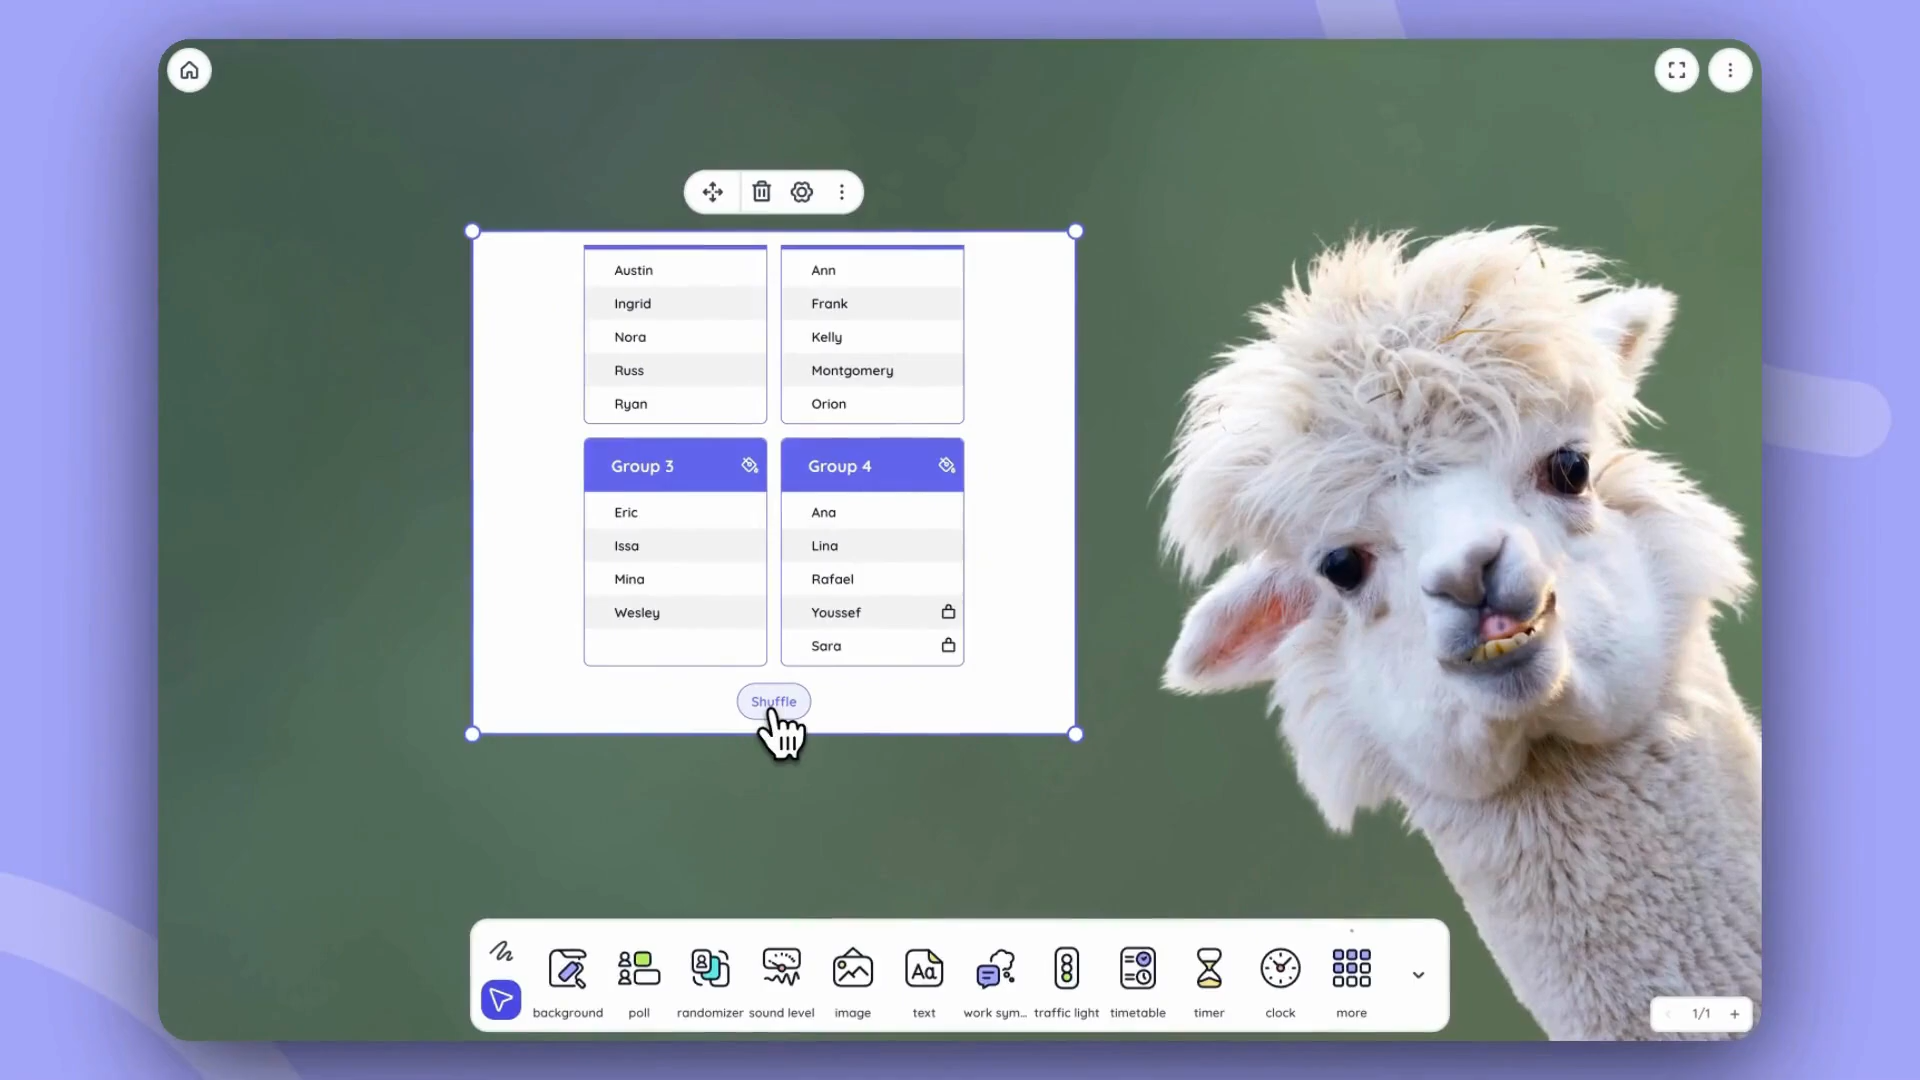 Austin
Ingrid
Nora
Russ
Ryan
Ann
Frank
Kelly
Montgomery
Orion
Group 3
Eric
Issa
Mina
Wesley
Group 4
Ana
Lina
Rafael
Youssef
Sara
Shuffle
Aa
background
poll
randomizer
sound level
image
text
work sym...
traffic light
timetable
timer
clock
more
1/1